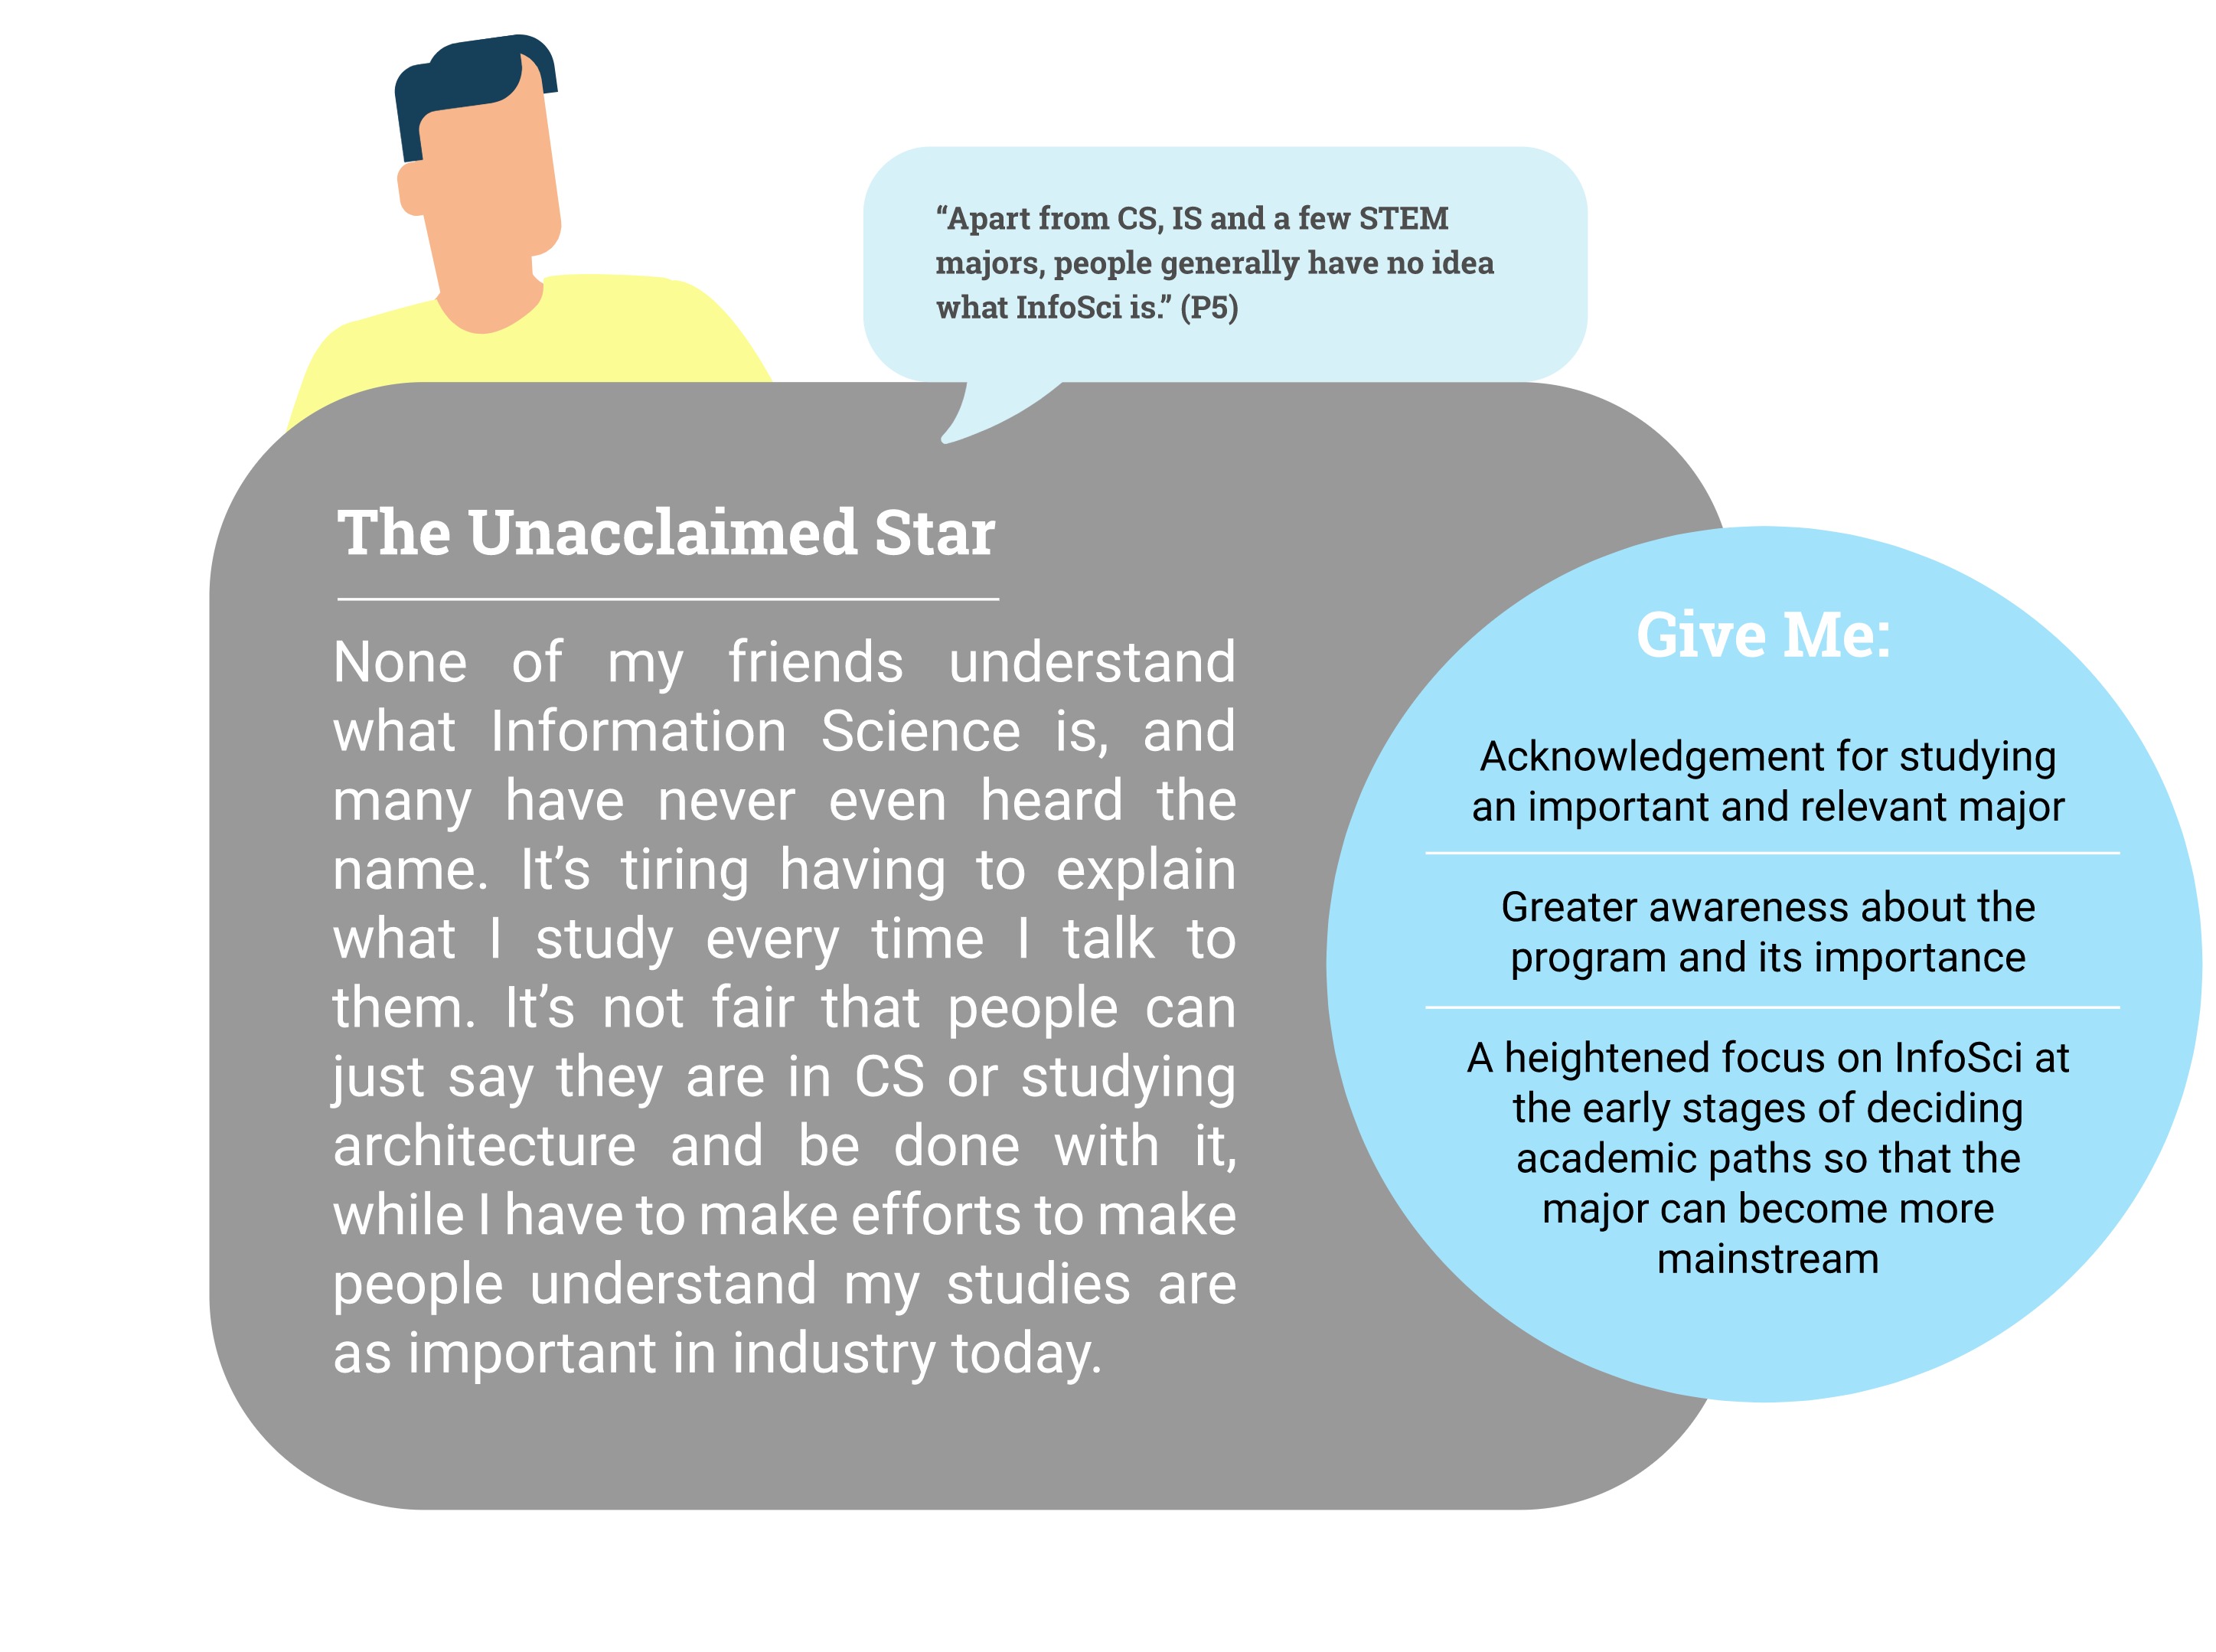 “Apart from CS, IS and a few STEM
majors, people generally have no idea
what InfoSci is.” (P5)
The Unacclaimed Star
None of my friends understand
what Information Science is, and
many have never even heard the
name. It’s tiring having to explain
what I study every time I talk to
them. It’s not fair that people can
just say they are in CS or studying
architecture and be done with it,
while I have to make efforts to make
people understand my studies are
as important in industry today.
Give Me:
Acknowledgement for studying
an important and relevant major
Greater awareness about the
program and its importance
A heightened focus on InfoSci at
the early stages of deciding
academic paths so that the
major can become more
mainstream